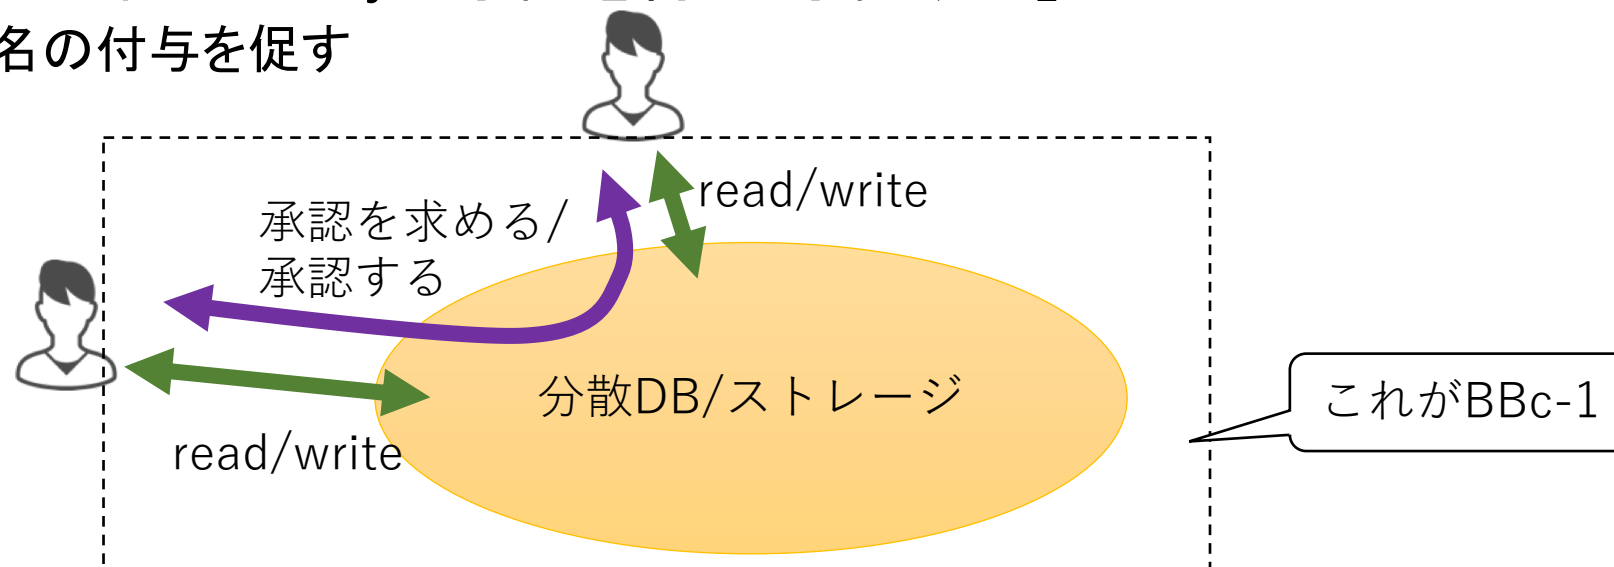 名の付与を促す
read/write
承認を求める/
承認する
分散DB/ストレージ
これがBBc-1
read/write